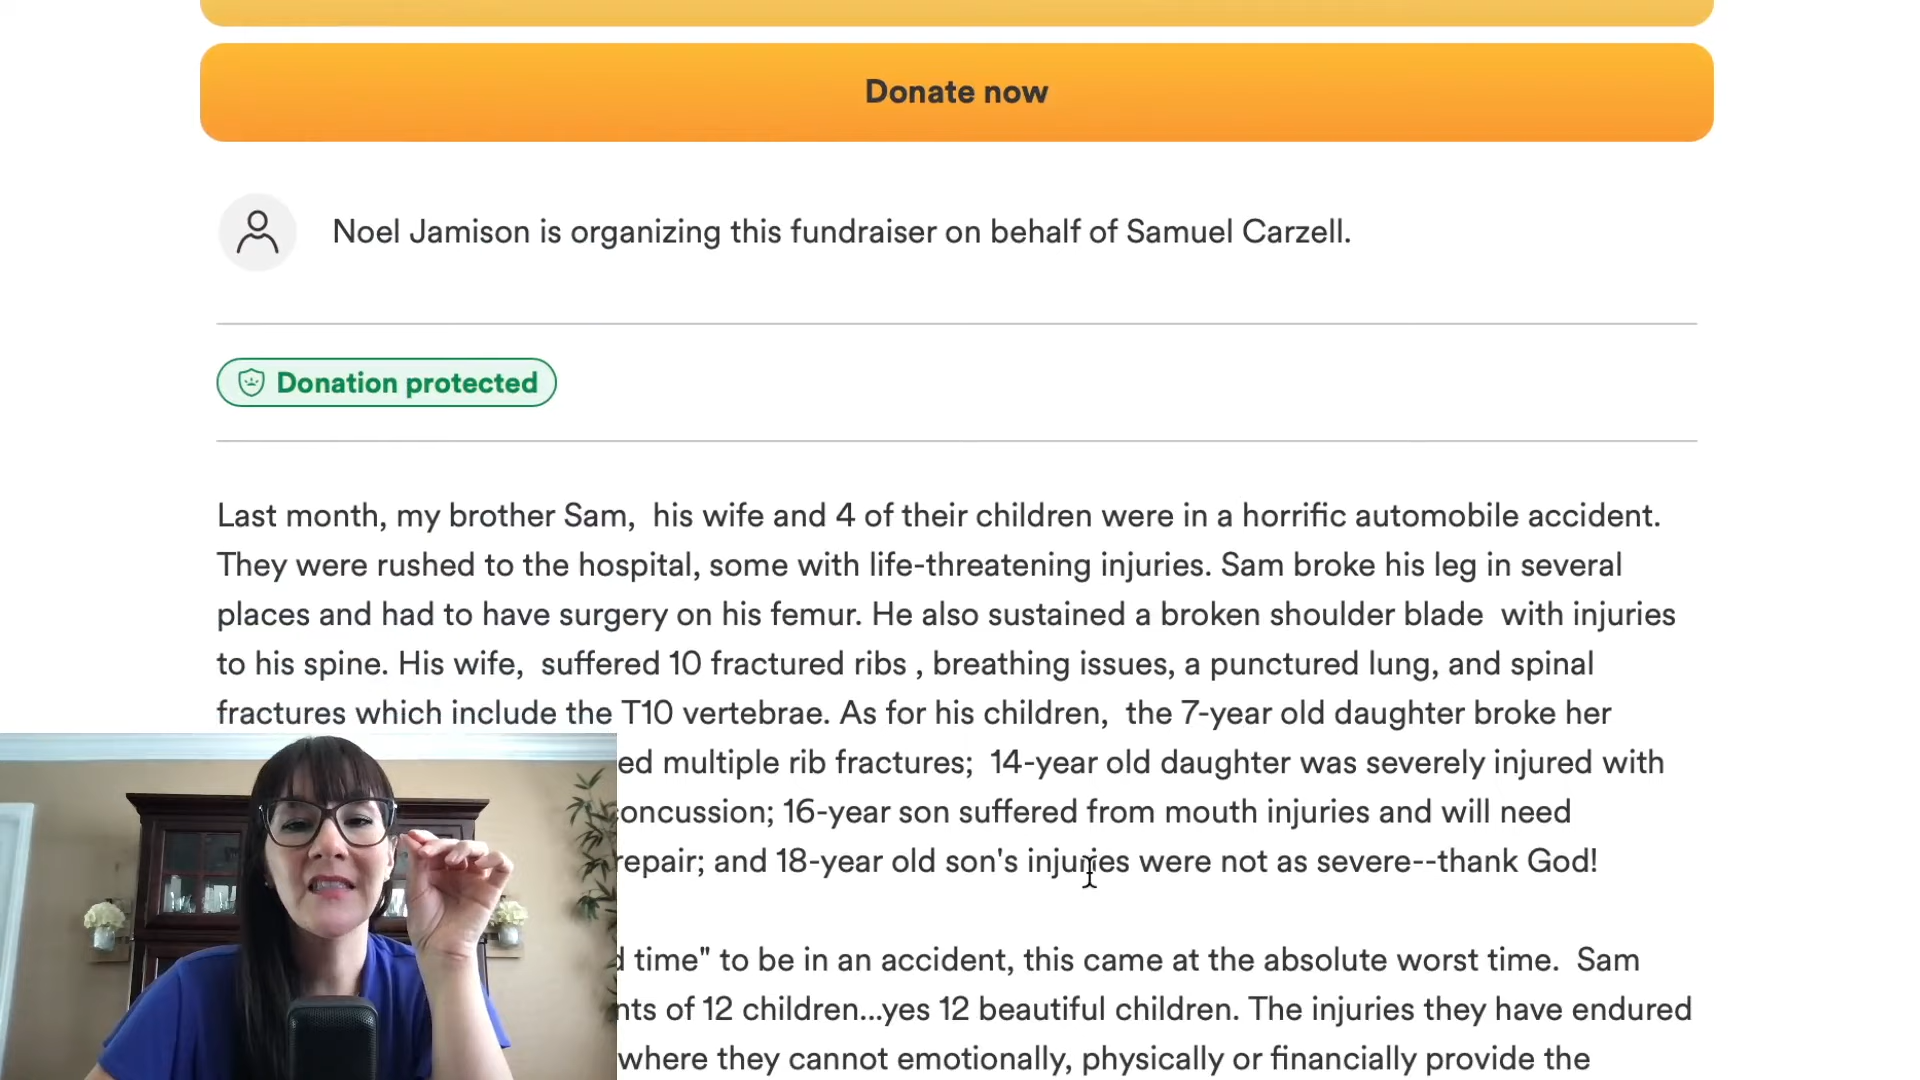 Donate now
Noel Jamison is organizing this fundraiser on behalf of Samuel Carzell.
Donation protected
Last month, my brother Sam,  his wife and 4 of their children were in a horrific automobile accident.
They were rushed to the hospital, some with life-threatening injuries. Sam broke his leg in several
places and had to have surgery on his femur. He also sustained a broken shoulder blade  with injuries
to his spine. His wife,  suffered 10 fractured ribs , breathing issues, a punctured lung, and spinal
fractures which include the T10 vertebrae. As for his children,  the 7-year old daughter broke her
multiple rib fractures;  14-year old daughter was severely injured with
16-year son suffered from mouth injuries and will need
repair; and 18-year old son's injuries were not as severe--thank God!
time" to be in an accident, this came at the absolute worst time.  Sam
of 12 children...yes 12 beautiful children. The injuries they have endured
where they cannot emotionally, physically or financially provide the